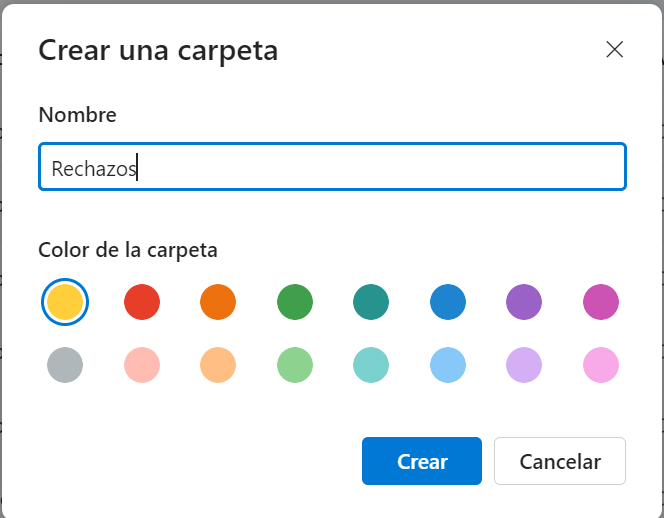 Crear una carpeta
Nombre
Rechazos
Color de la carpeta
Crear
Cancelar